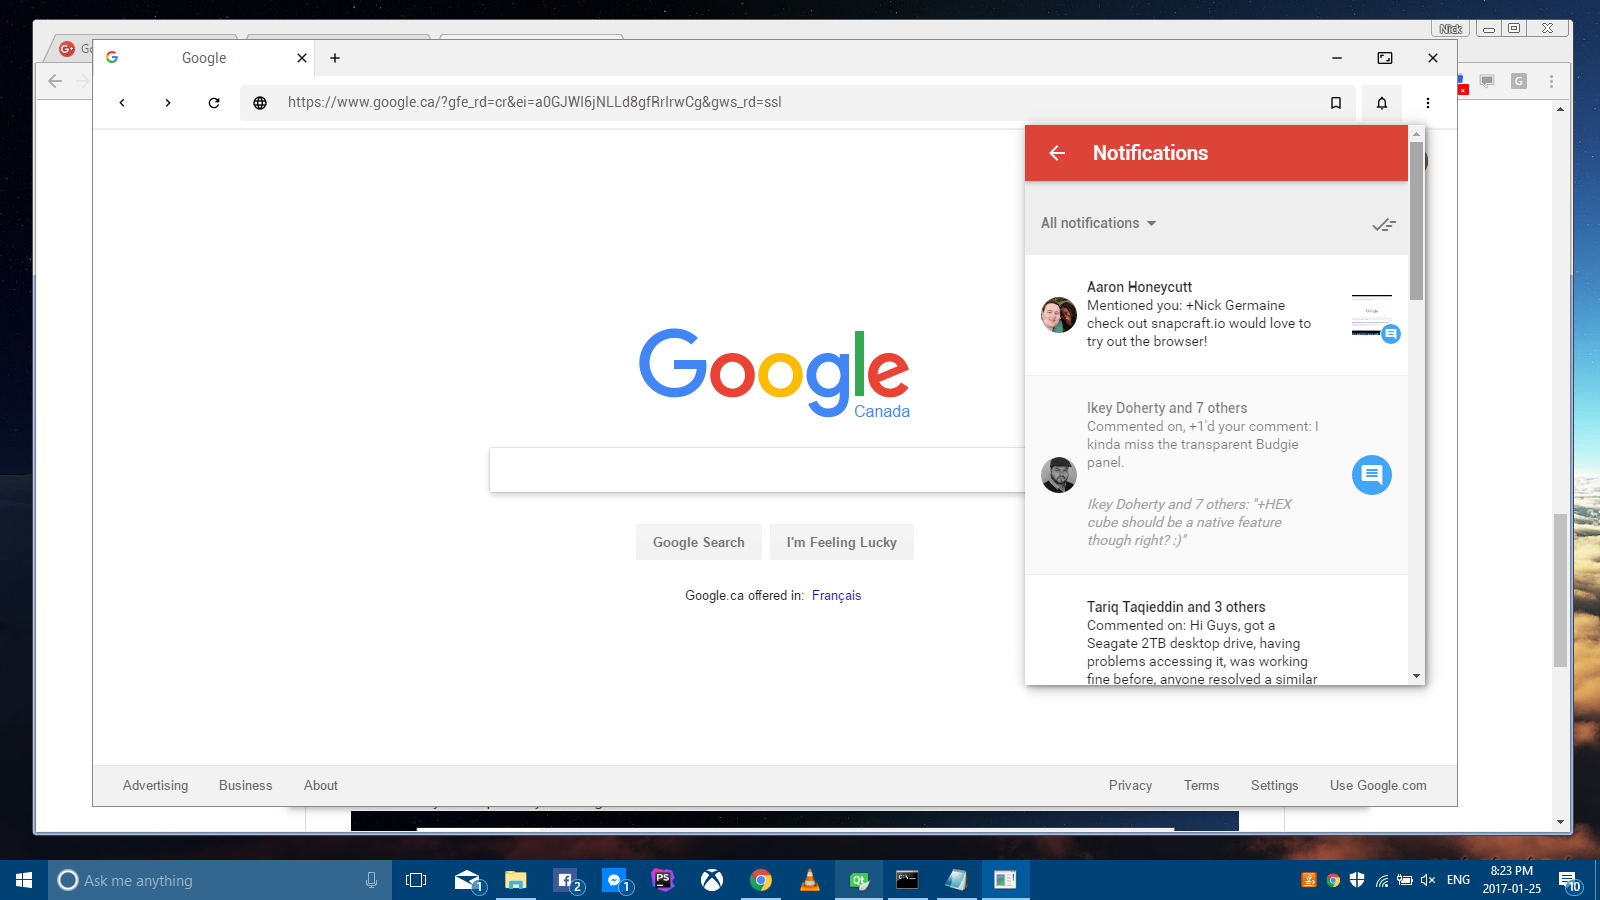 Nick
Go
Google
https://www.google.ca/?gfe_rd=cr&ei=a0GJWI6jNLLd8gfRrIrwCg&gws_rd=ssl
G
Notifications
All notifications
Aaron Honeycutt
Mentioned you: +Nick Germaine
check out snapcraft.io would love to
try out the browser!
Ikey Doherty and 7 others
Commented on, +1'd your comment: I
kinda miss the transparent Budgie
panel.
Ikey Doherty and 7 others: "+HEX
cube should be a native feature
though right? :)"
Tariq Taqieddin and 3 others
Commented on: Hi Guys, got a
Seagate 2TB desktop drive, having
problems accessing it, was working
fine before, anyone resolved a similar
Google
Canada
Google Search
I'm Feeling Lucky
Google.ca offered in: Français
Advertising
Business
About
Privacy
Terms
Settings
Use Google.com
Ask me anything
1
2
1
PS
Qt
ENG
8:23 PM
2017-01-25
10